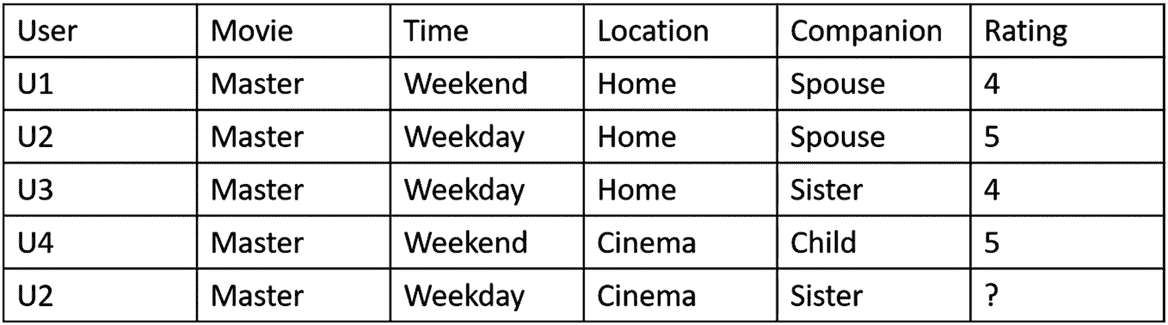 User Movie Time Location Companion Rating
U1 Master Weekend Home Spouse 4
U2 Master Weekday Home Spouse 5
U3 Master Weekday Home Sister 4
U4 Master Weekend Cinema Child 5
U2 Master Weekday Cinema Sister ?